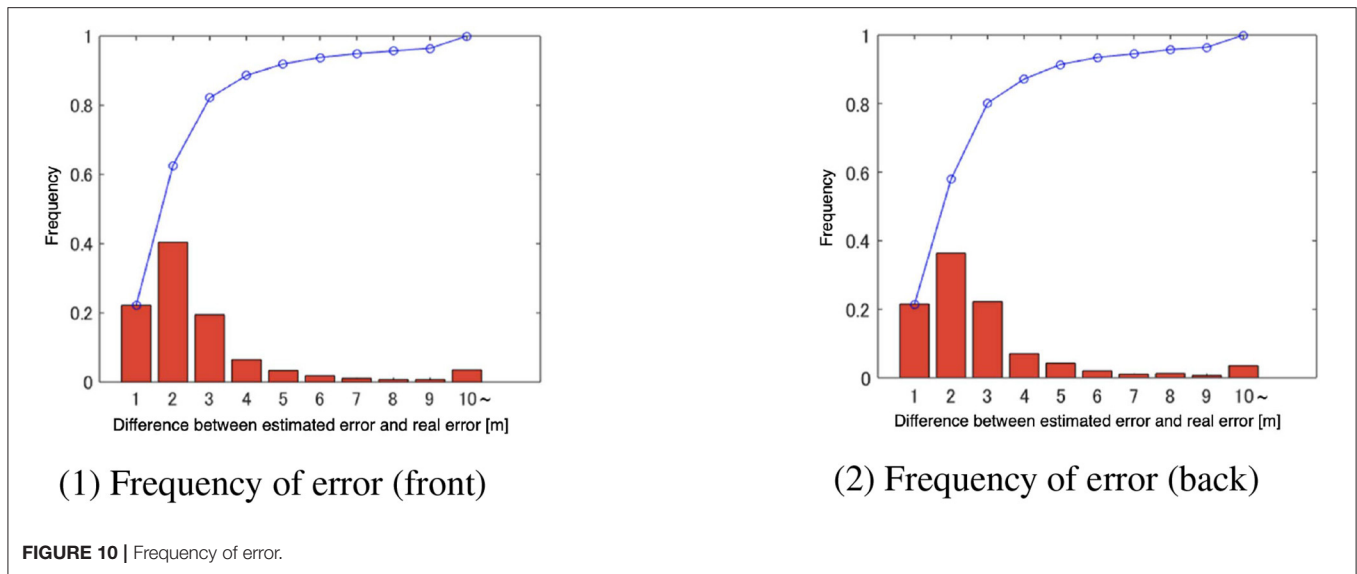 1
0.8
0.6
0.4
0.2
0
Frequency
1 2 3 4 5 6 7 8 9 10~
Difference between estimated error and real error [m]
(1) Frequency of error (front)
1
0.8
0.6
0.4
0.2
0
Frequency
1 2 3 4 5 6 7 8 9 10~
Difference between estimated error and real error [m]
(2) Frequency of error (back)
FIGURE 10 | Frequency of error.